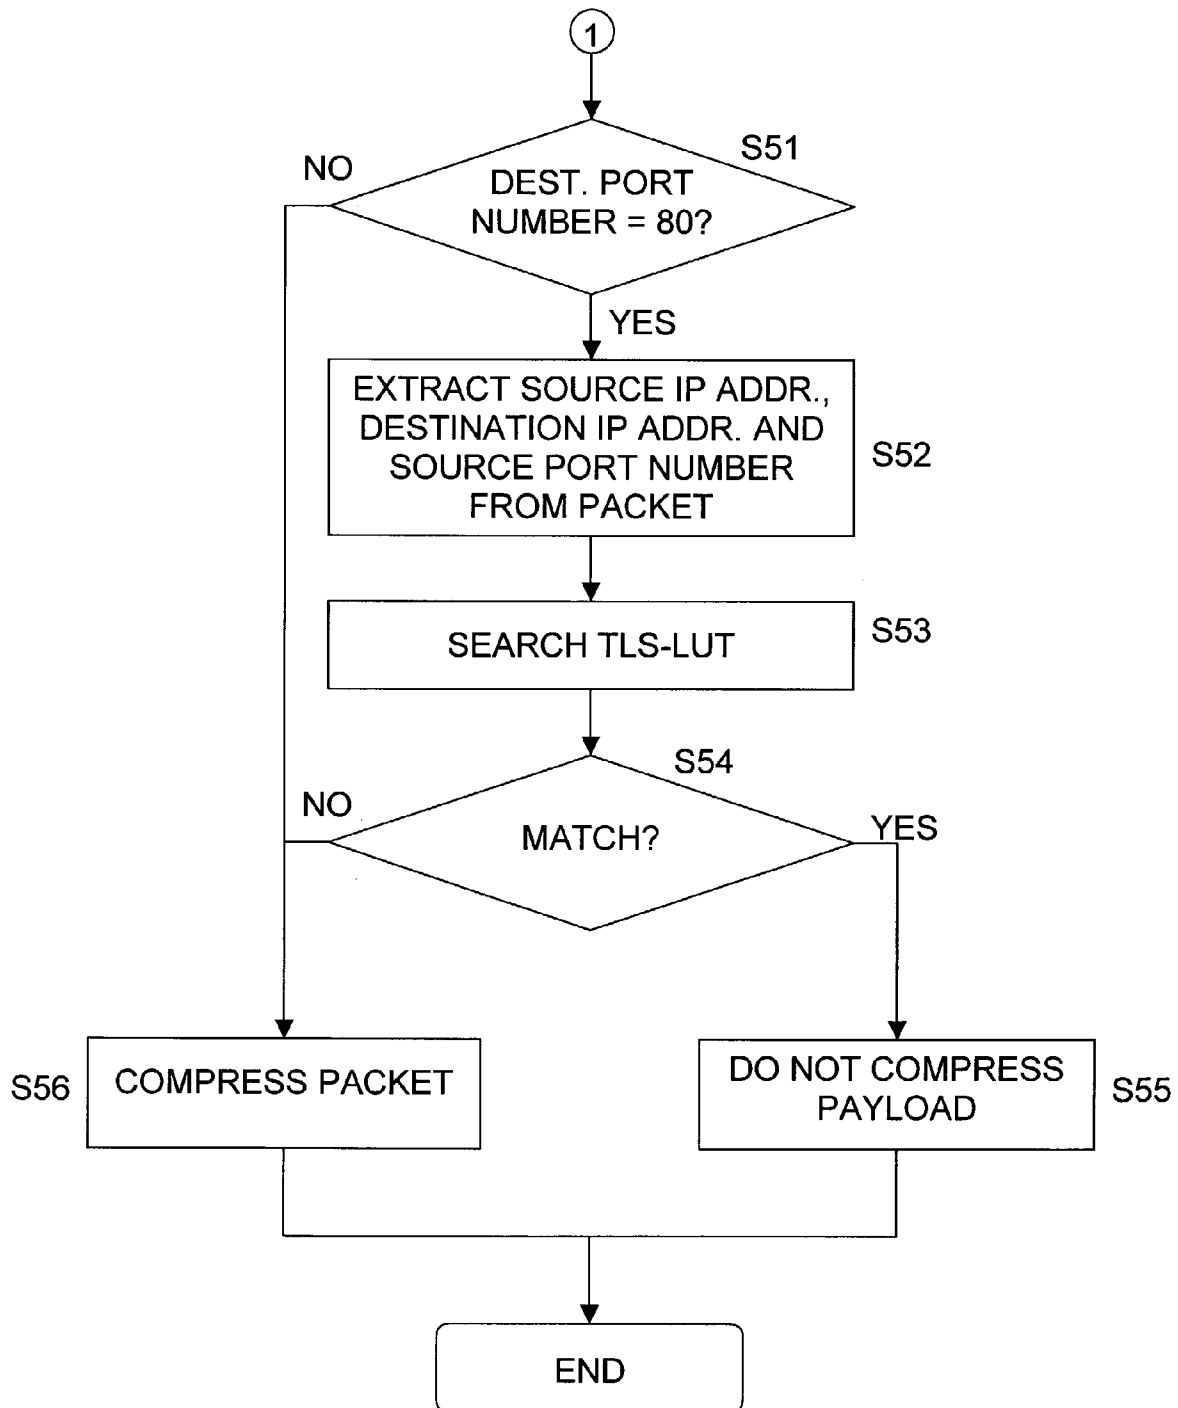 1
S51
NO
DEST. PORT
NUMBER = 80?
YES
EXTRACT SOURCE IP ADDR.,
DESTINATION IP ADDR. AND
SOURCE PORT NUMBER
FROM PACKET
S52
SEARCH TLS-LUT
S53
S54
NO
MATCH?
YES
S56
COMPRESS PACKET
DO NOT COMPRESS
PAYLOAD
S55
END